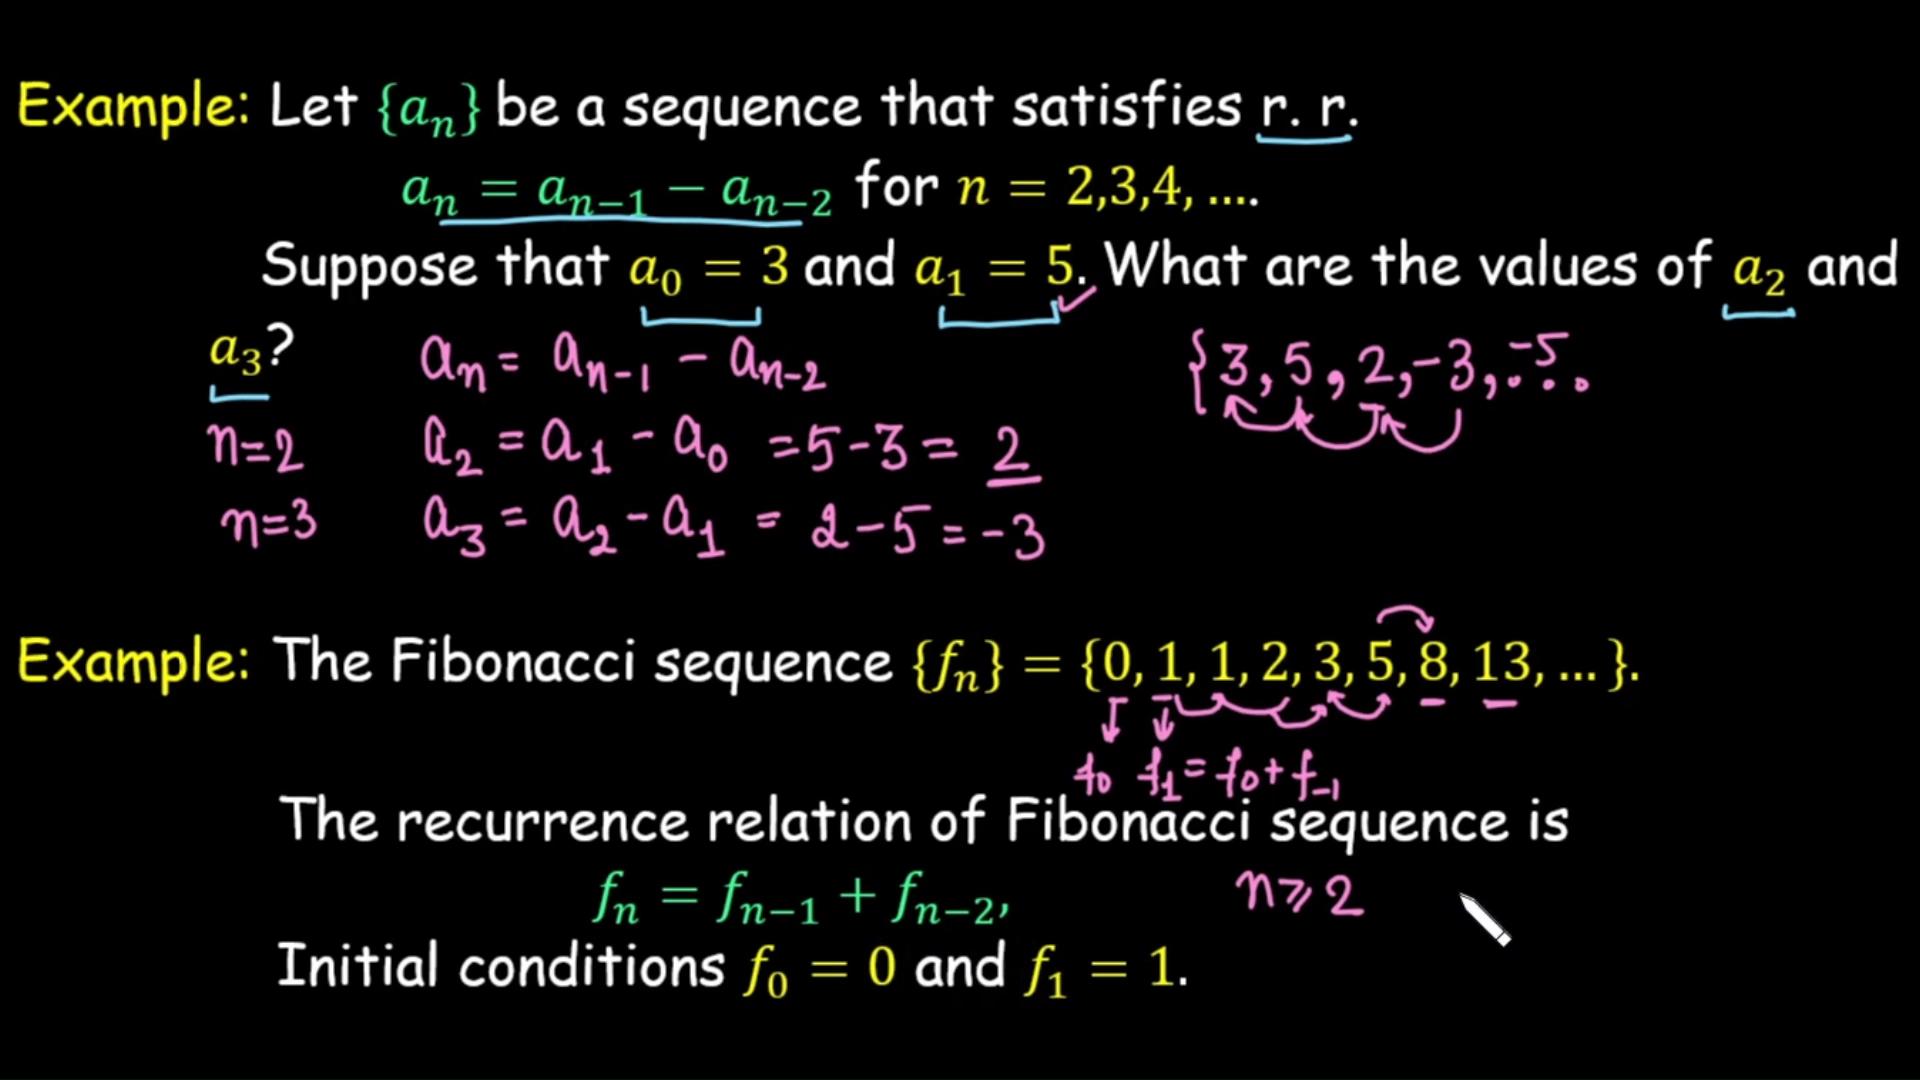 Example: Let {aₙ} be a sequence that satisfies r. r.
aₙ = aₙ₋₁ − aₙ₋₂ for n = 2,3,4, ….
Suppose that a₀ = 3 and a₁ = 5. What are the values of a₂ and
a₃?
aₙ = aₙ₋₁ − aₙ₋₂
{3, 5, 2, -3, -5 ...
n=2 a₂ = a₁ - a₀ = 5-3 = 2
n=3 a₃ = a₂ - a₁ = 2-5 = -3
Example: The Fibonacci sequence {fₙ} = {0, 1, 1, 2, 3, 5, 8, 13, … }.
f₀ f₁ = f₀ + f₋₁
The recurrence relation of Fibonacci sequence is
fₙ = fₙ₋₁ + fₙ₋₂, n ⩾ 2
Initial conditions f₀ = 0 and f₁ = 1.